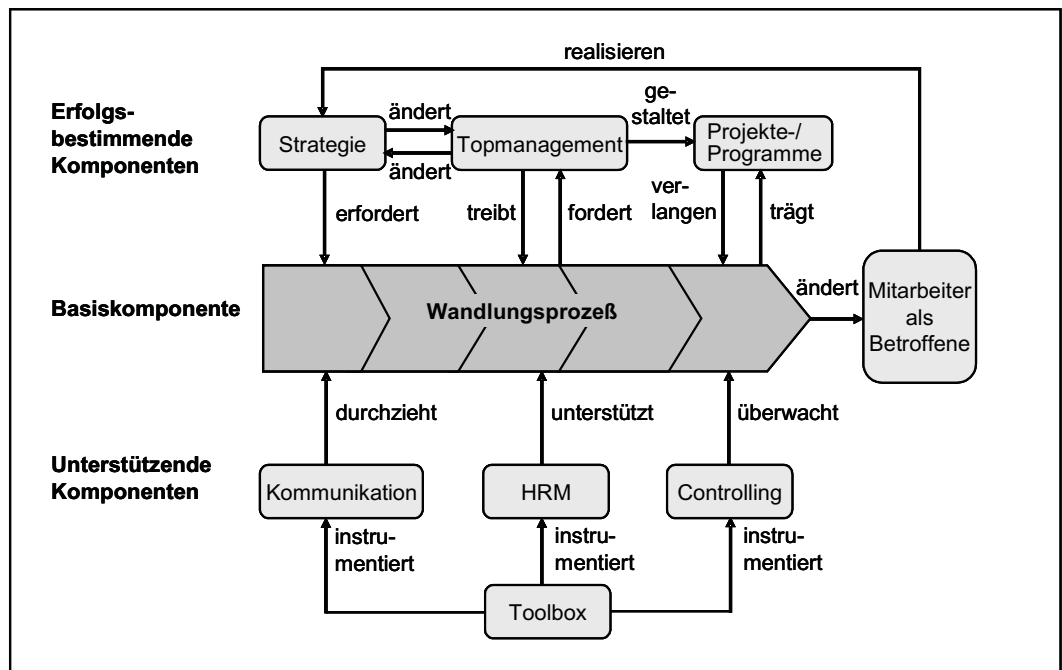 realisieren
Erfolgs-
bestimmende
Komponenten
ändert
ge-
staltet
Strategie
Topmanagement
Projekte-/
Programme
ändert
erfordert
treibt
fordert
ver-
langen
trägt
Basiskomponente
Wandlungsprozeß
ändert
Mitarbeiter
als
Betroffene
durchzieht
unterstützt
überwacht
Unterstützende
Komponenten
Kommunikation
HRM
Controlling
instru-
mentiert
instru-
mentiert
instru-
mentiert
Toolbox